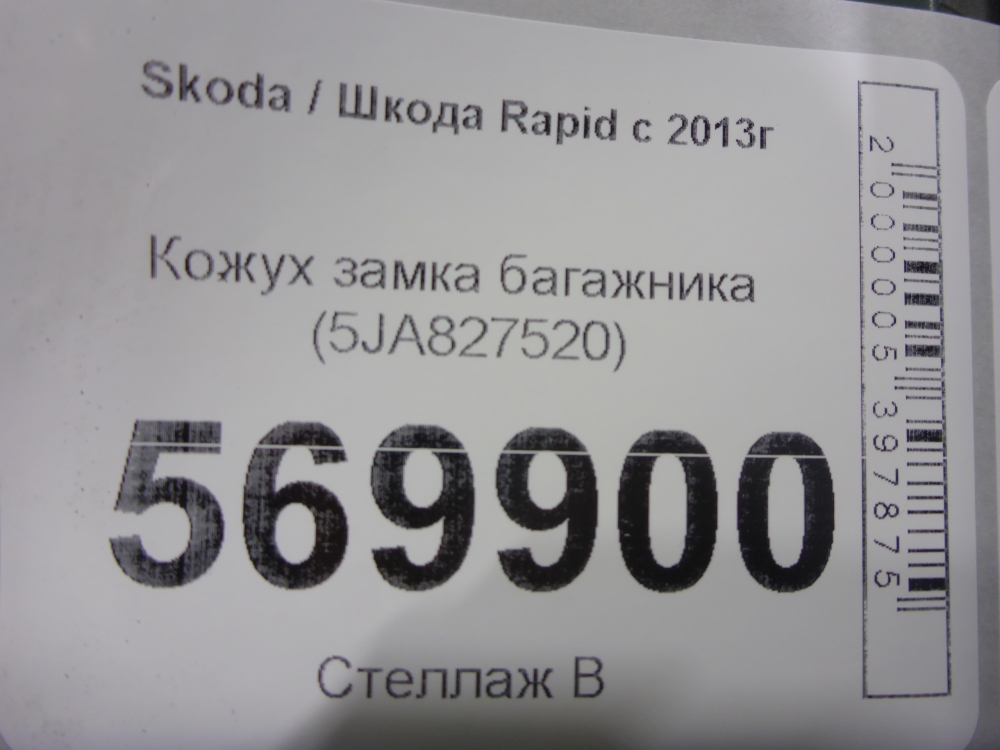 Skoda / Шкода Rapid с 2013г
Кожух замка багажника
(5JA827520)
569900
Стеллаж В
2000005397875